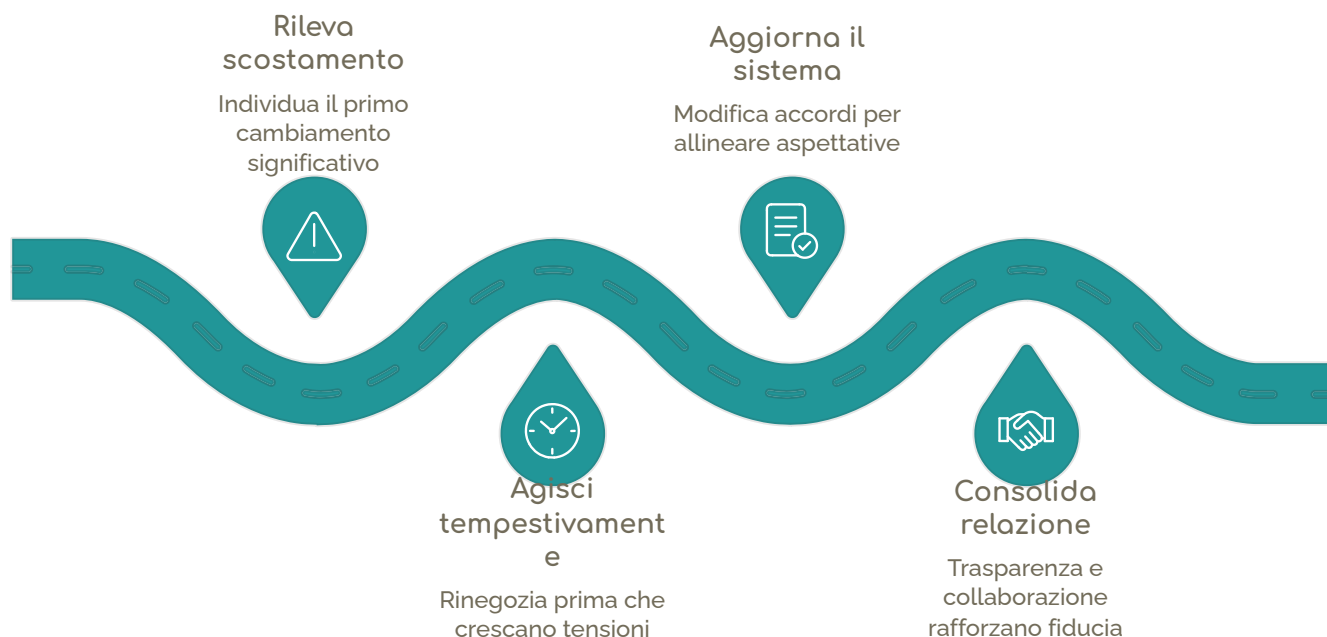 Rileva
scostamento
Individua il primo
cambiamento
significativo
Agisci
tempestivament
e
Rinegozia prima che
crescano tensioni
Aggiorna il
sistema
Modifica accordi per
allineare aspettative
Consolida
relazione
Trasparenza e
collaborazione
rafforzano fiducia